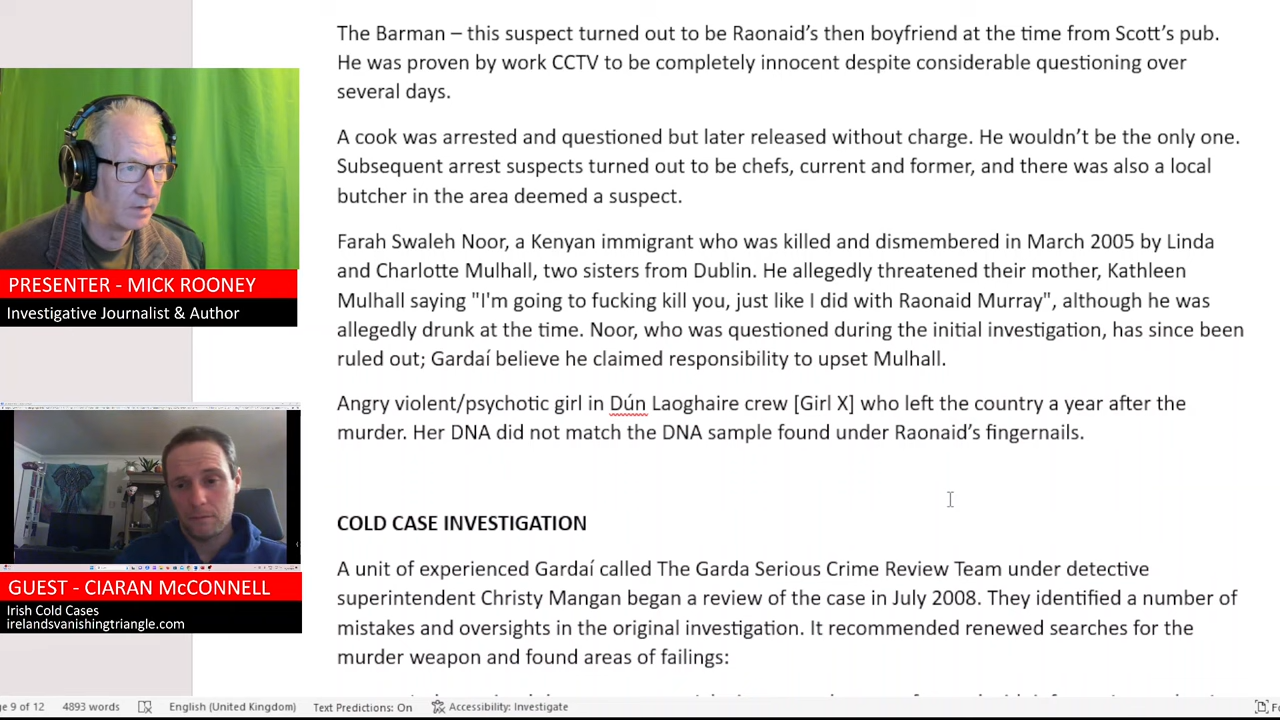 The Barman – this suspect turned out to be Raonaid’s then boyfriend at the time from Scott’s pub.
He was proven by work CCTV to be completely innocent despite considerable questioning over
several days.
A cook was arrested and questioned but later released without charge. He wouldn’t be the only one.
Subsequent arrest suspects turned out to be chefs, current and former, and there was also a local
butcher in the area deemed a suspect.
Farah Swaleh Noor, a Kenyan immigrant who was killed and dismembered in March 2005 by Linda
and Charlotte Mulhall, two sisters from Dublin. He allegedly threatened their mother, Kathleen
Mulhall saying "I'm going to fucking kill you, just like I did with Raonaid Murray", although he was
allegedly drunk at the time. Noor, who was questioned during the initial investigation, has since been
ruled out; Gardaí believe he claimed responsibility to upset Mulhall.
Angry violent/psychotic girl in Dún Laoghaire crew [Girl X] who left the country a year after the
murder. Her DNA did not match the DNA sample found under Raonaid’s fingernails.
COLD CASE INVESTIGATION
A unit of experienced Gardaí called The Garda Serious Crime Review Team under detective
superintendent Christy Mangan began a review of the case in July 2008. They identified a number of
mistakes and oversights in the original investigation. It recommended renewed searches for the
murder weapon and found areas of failings:
PRESENTER - MICK ROONEY
Investigative Journalist & Author
GUEST - CIARAN McCONNELL
Irish Cold Cases
irelandsvanishingtriangle.com
e 9 of 12 4893 words English (United Kingdom) Text Predictions: On Accessibility: Investigate